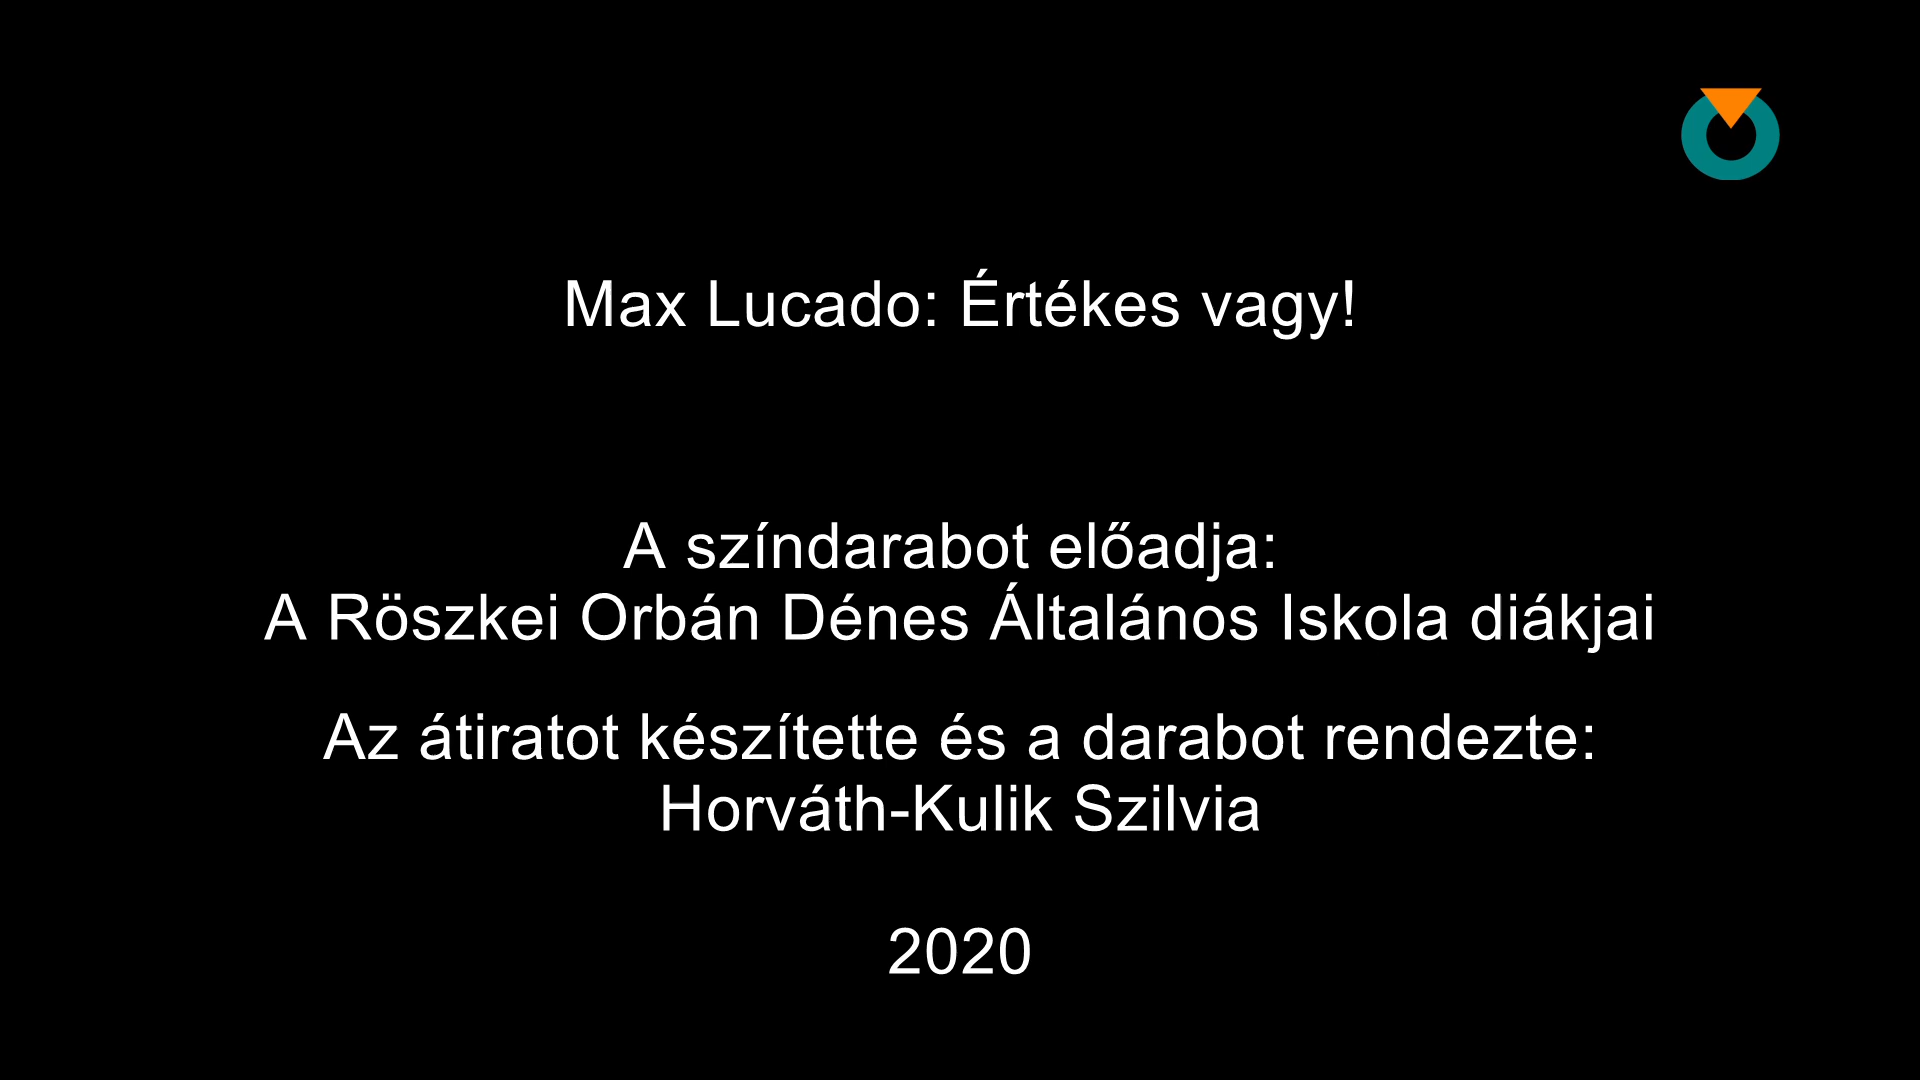 Max Lucado: Értékes vagy!
A színdarabot előadja:
A Röszkei Orbán Dénes Általános Iskola diákjai
Az átiratot készítette és a darabot rendezte:
Horváth-Kulik Szilvia
2020